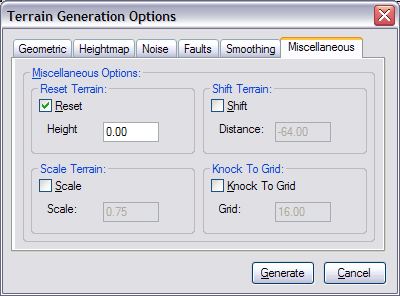 Terrain Generation Options
Geometric Heightmap Noise Faults Smoothing Miscellaneous
Miscellaneous Options:
Reset Terrain:
Reset
Height 0.00
Shift Terrain:
Shift
Distance: -64.00
Scale Terrain:
Scale
Scale: 0.75
Knock To Grid:
Knock To Grid
Grid: 16.00
Generate Cancel